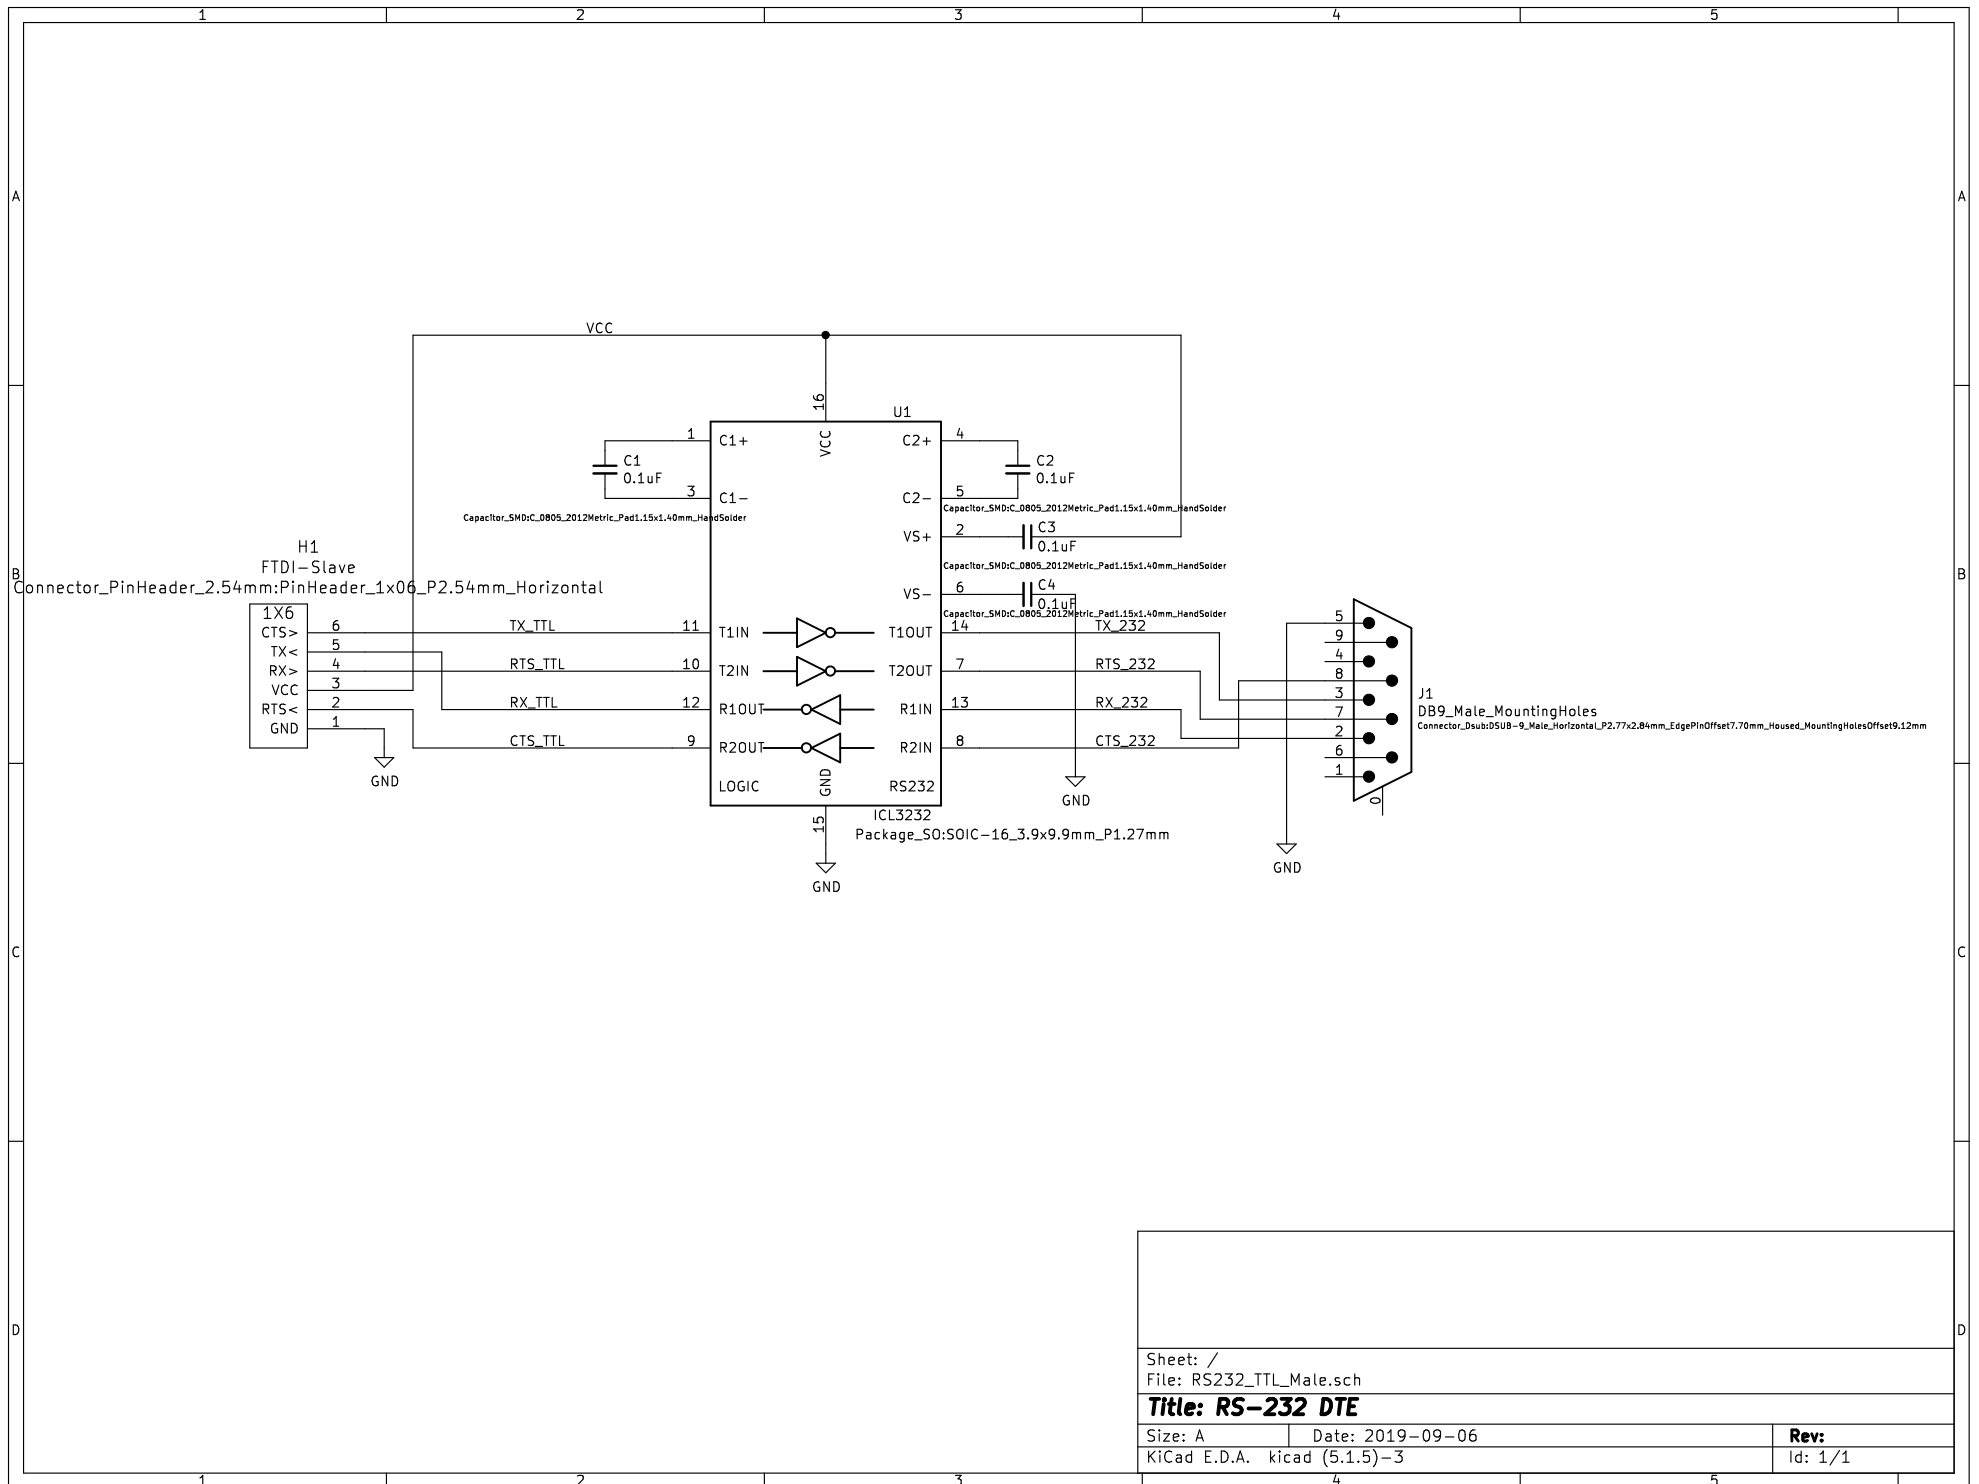 1 2 3 4 5
A A
VCC
16
U1
1 C1+ VCC C2+ 4
C1
0.1uF
C2
0.1uF
3 C1- C2- 5
Capacitor_SMD:C_0805_2012Metric_Pad1.15x1.40mm_HandSolder
Capacitor_SMD:C_0805_2012Metric_Pad1.15x1.40mm_HandSolder
VS+ 2 C3
0.1uF
H1
FTDI-Slave
Capacitor_SMD:C_0805_2012Metric_Pad1.15x1.40mm_HandSolder
B B
Connector_PinHeader_2.54mm:PinHeader_1x06_P2.54mm_Horizontal
VS- 6 C4
0.1uF
Capacitor_SMD:C_0805_2012Metric_Pad1.15x1.40mm_HandSolder
1X6
CTS> 6 TX_TTL 11 T1IN T1OUT 14 TX_232
TX< 5
RX> 4 RTS_TTL 10 T2IN T2OUT 7 RTS_232
VCC 3
RTS< 2 RX_TTL 12 R1OUT R1IN 13 RX_232
GND 1
CTS_TTL 9 R2OUT R2IN 8 CTS_232
GND
LOGIC GND RS232
GND
5
9
4
8
3
7
2
6
1
0
J1
DB9_Male_MountingHoles
Connector_Dsub:DSUB-9_Male_Horizontal_P2.77x2.84mm_EdgePinOffset7.70mm_Housed_MountingHolesOffset9.12mm
15
ICL3232
Package_SO:SOIC-16_3.9x9.9mm_P1.27mm
GND
GND
C C
D D
Sheet: /
File: RS232_TTL_Male.sch
Title: RS-232 DTE
Size: A Date: 2019-09-06 Rev:
KiCad E.D.A. kicad (5.1.5)-3 Id: 1/1
1 2 3 4 5